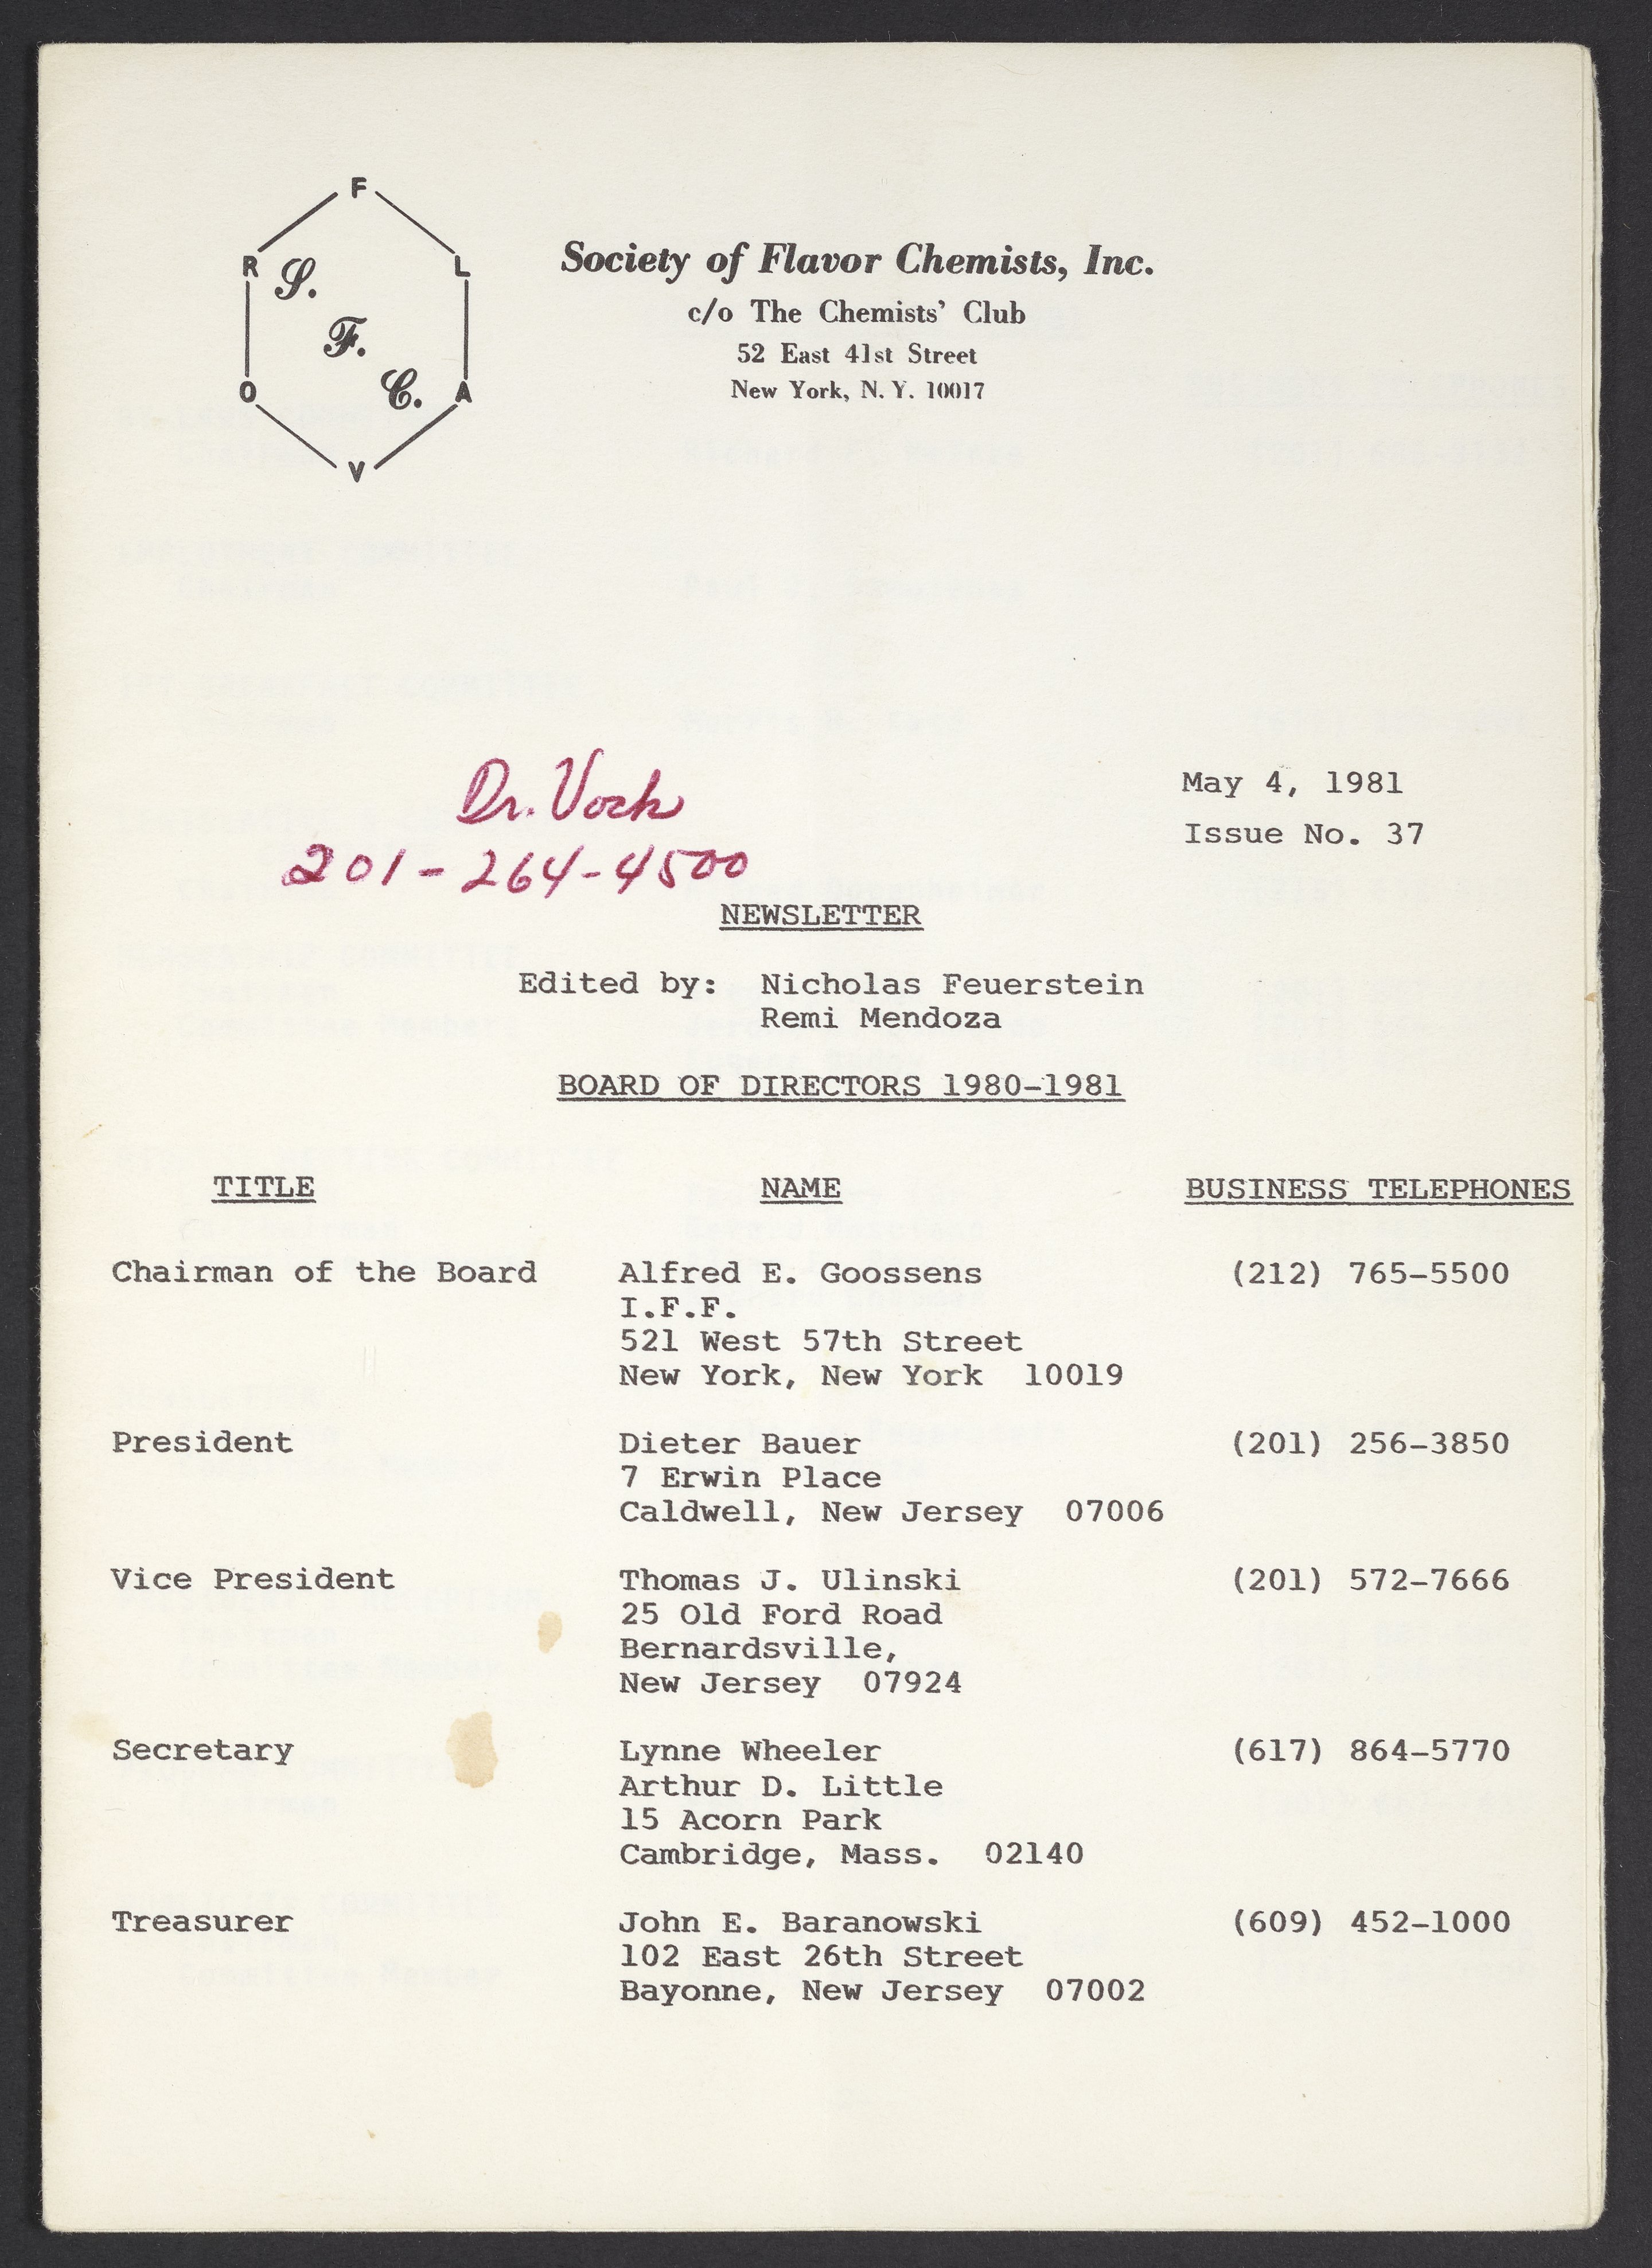 F
R L
S.
F.
C.
O A
V
Society of Flavor Chemists, Inc.
c/o The Chemists' Club
52 East 41st Street
New York, N. Y. 10017
Dr. Vock
201-264-4500
May 4, 1981
Issue No. 37
NEWSLETTER
Edited by: Nicholas Feuerstein
Remi Mendoza
BOARD OF DIRECTORS 1980-1981
TITLE NAME BUSINESS TELEPHONES
Chairman of the Board Alfred E. Goossens (212) 765-5500
I.F.F.
521 West 57th Street
New York, New York 10019
President Dieter Bauer (201) 256-3850
7 Erwin Place
Caldwell, New Jersey 07006
Vice President Thomas J. Ulinski (201) 572-7666
25 Old Ford Road
Bernardsville,
New Jersey 07924
Secretary Lynne Wheeler (617) 864-5770
Arthur D. Little
15 Acorn Park
Cambridge, Mass. 02140
Treasurer John E. Baranowski (609) 452-1000
102 East 26th Street
Bayonne, New Jersey 07002